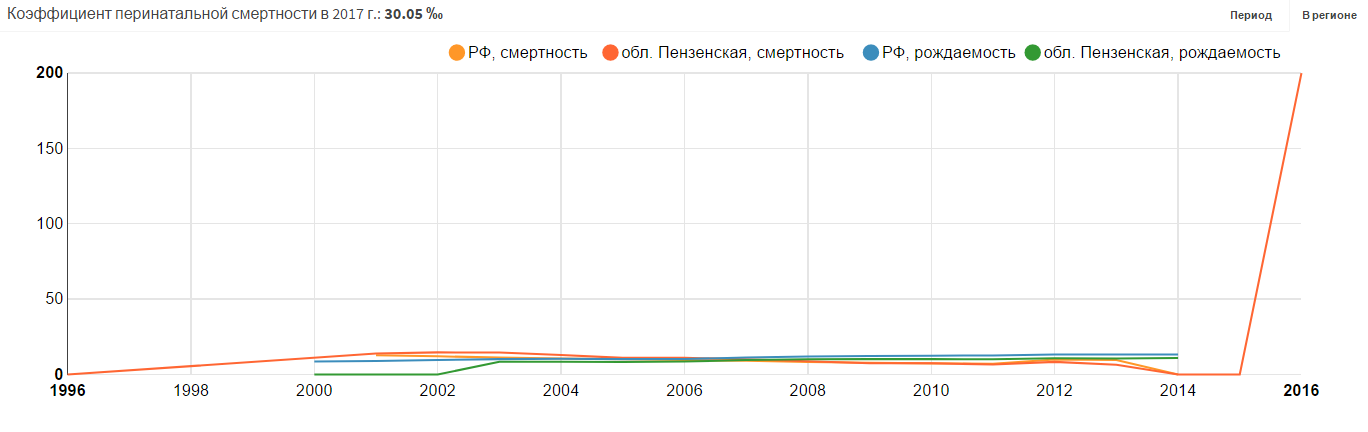 Коэффициент перинатальной смертности в 2017 г.: 30.05 ‰
Период
В регионе
РФ, смертность
обл. Пензенская, смертность
РФ, рождаемость
обл. Пензенская, рождаемость
200
150
100
50
0
1996 1998 2000 2002 2004 2006 2008 2010 2012 2014 2016